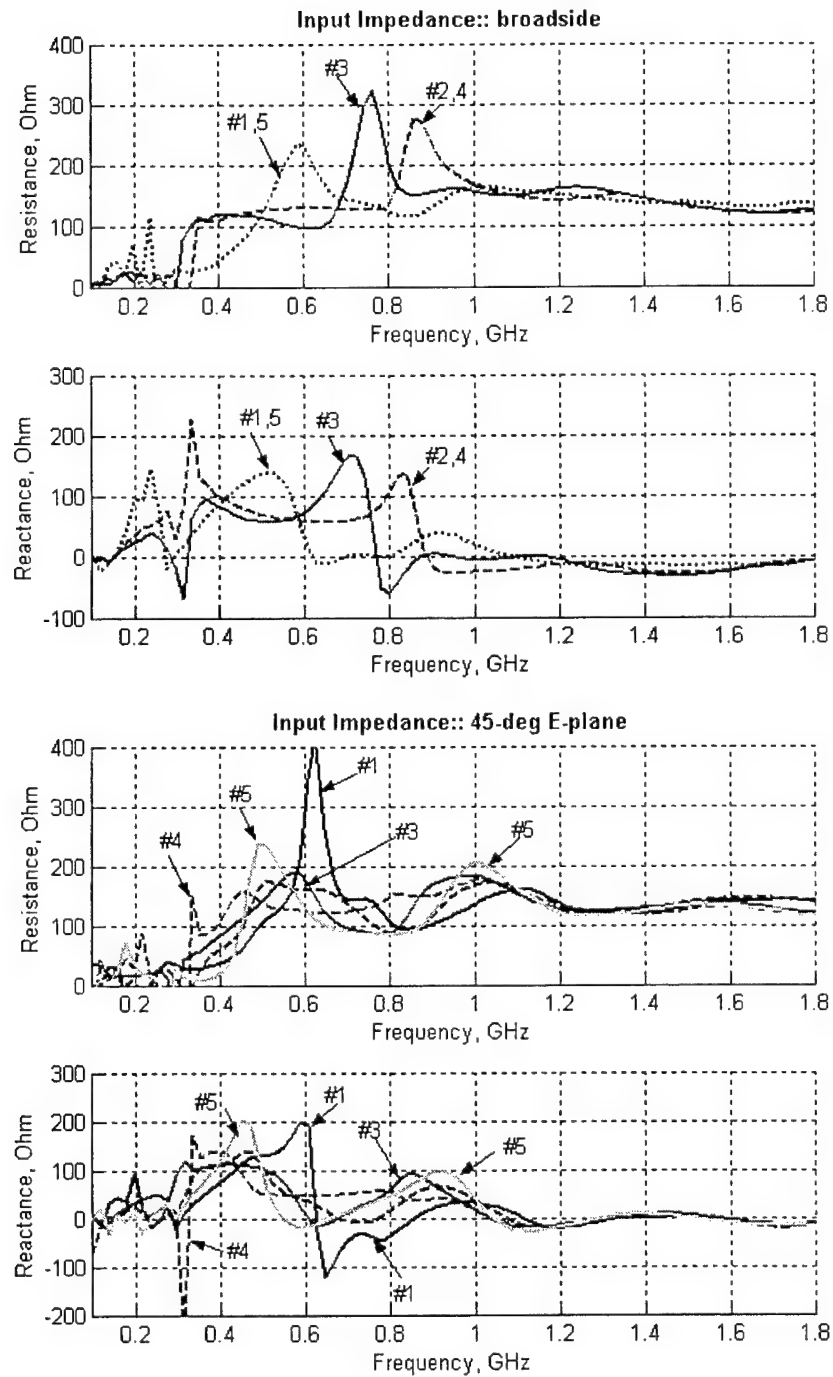 Input Impedance:: broadside
400
300
200
100
0
Resistance, Ohm
#3
#2,4
#1,5
0.2 0.4 0.6 0.8 1 1.2 1.4 1.6 1.8
Frequency, GHz
300
200
100
0
-100
Reactance, Ohm
#1,5
#3
#2,4
0.2 0.4 0.6 0.8 1 1.2 1.4 1.6 1.8
Frequency, GHz
Input Impedance:: 45-deg E-plane
400
300
200
100
0
Resistance, Ohm
#1
#5
#3
#5
#4
0.2 0.4 0.6 0.8 1 1.2 1.4 1.6 1.8
Frequency, GHz
300
200
100
0
-100
-200
Reactance, Ohm
#5
#1
#3
#5
#4
#1
0.2 0.4 0.6 0.8 1 1.2 1.4 1.6 1.8
Frequency, GHz